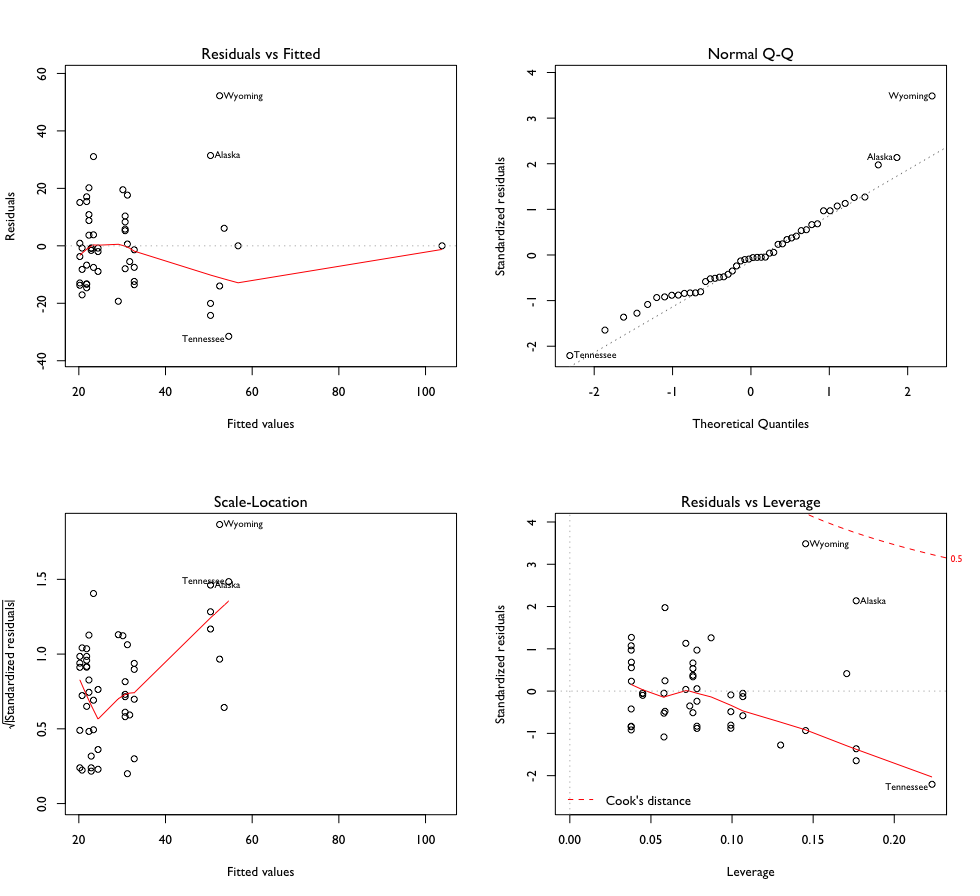 Residuals vs Fitted
60
40
20
0
-20
-40
Residuals
Wyoming
Alaska
Tennessee
20 40 60 80 100
Fitted values
Normal Q-Q
4
3
2
1
0
-1
-2
Standardized residuals
Wyoming
Alaska
Tennessee
-2 -1 0 1 2
Theoretical Quantiles
Scale-Location
1.5
1.0
0.5
0.0
√|Standardized residuals|
Wyoming
Tennessee
Alaska
20 40 60 80 100
Fitted values
Residuals vs Leverage
4
3
2
1
0
-1
-2
Standardized residuals
0.5
Wyoming
Alaska
Tennessee
Cook's distance
0.00 0.05 0.10 0.15 0.20
Leverage